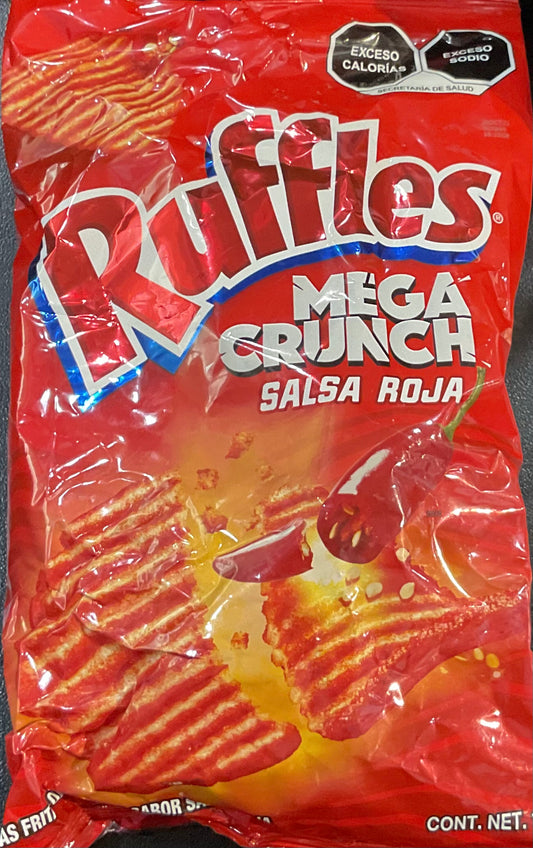 EXCESO CALORÍAS
EXCESO SODIO
SECRETARÍA DE SALUD
Ruffles®
MEGA
CRUNCH
SALSA ROJA
CONT. NET.